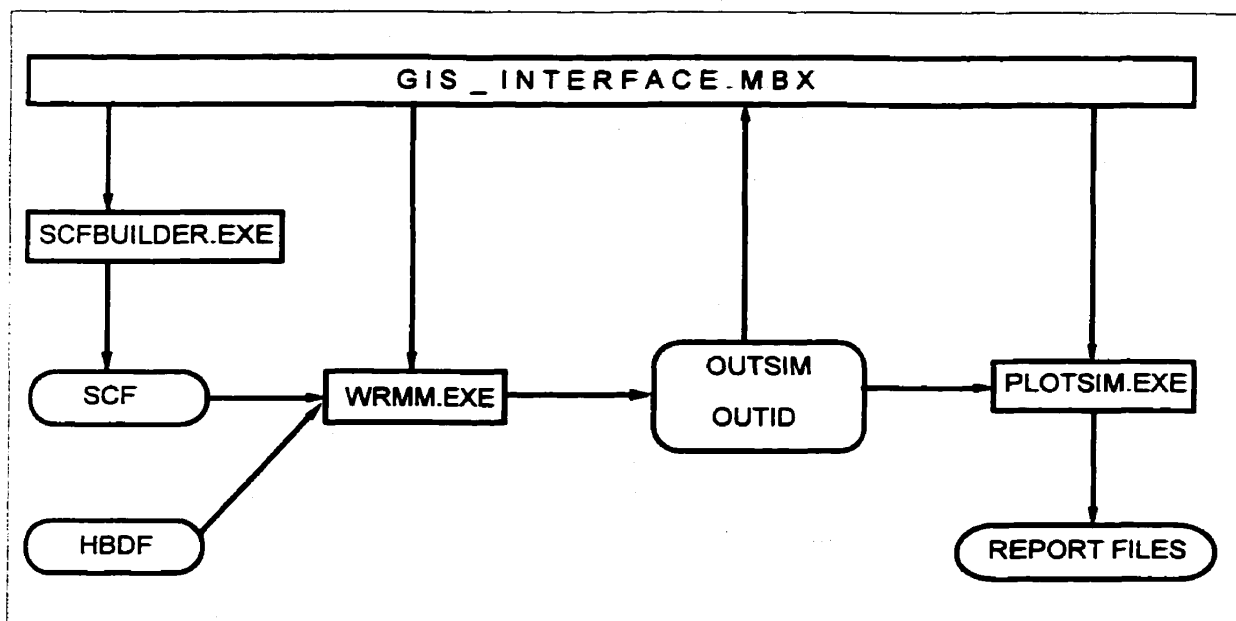 GIS_INTERFACE.MBX
SCFBUILDER.EXE
SCF
WRMM.EXE
OUTSIM
OUTID
PLOTSIM.EXE
HBDF
REPORT FILES